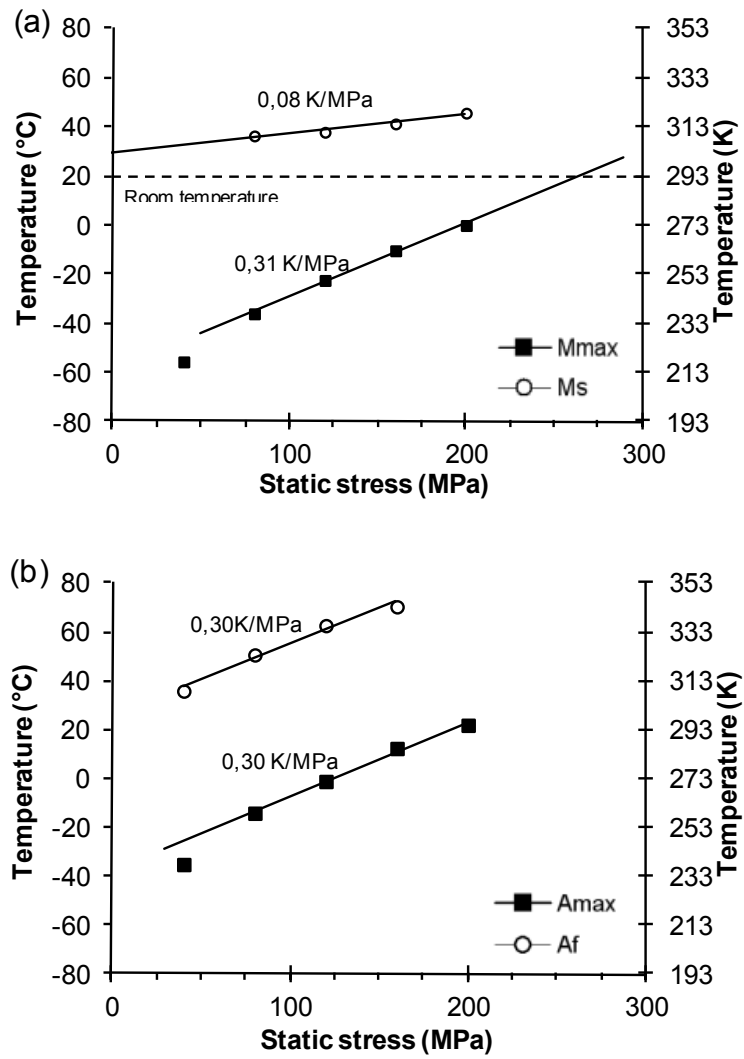 (a)
80
60
40
20
0
-20
-40
-60
-80
Temperature (°C)
0,08 K/MPa
Room temperature
0,31 K/MPa
Mmax
Ms
353
333
313
293
273
253
233
213
193
Temperature (K)
0 100 200 300
Static stress (MPa)
(b)
80
60
40
20
0
-20
-40
-60
-80
Temperature (°C)
0,30K/MPa
0,30 K/MPa
Amax
Af
353
333
313
293
273
253
233
213
193
Temperature (K)
0 100 200 300
Static stress (MPa)